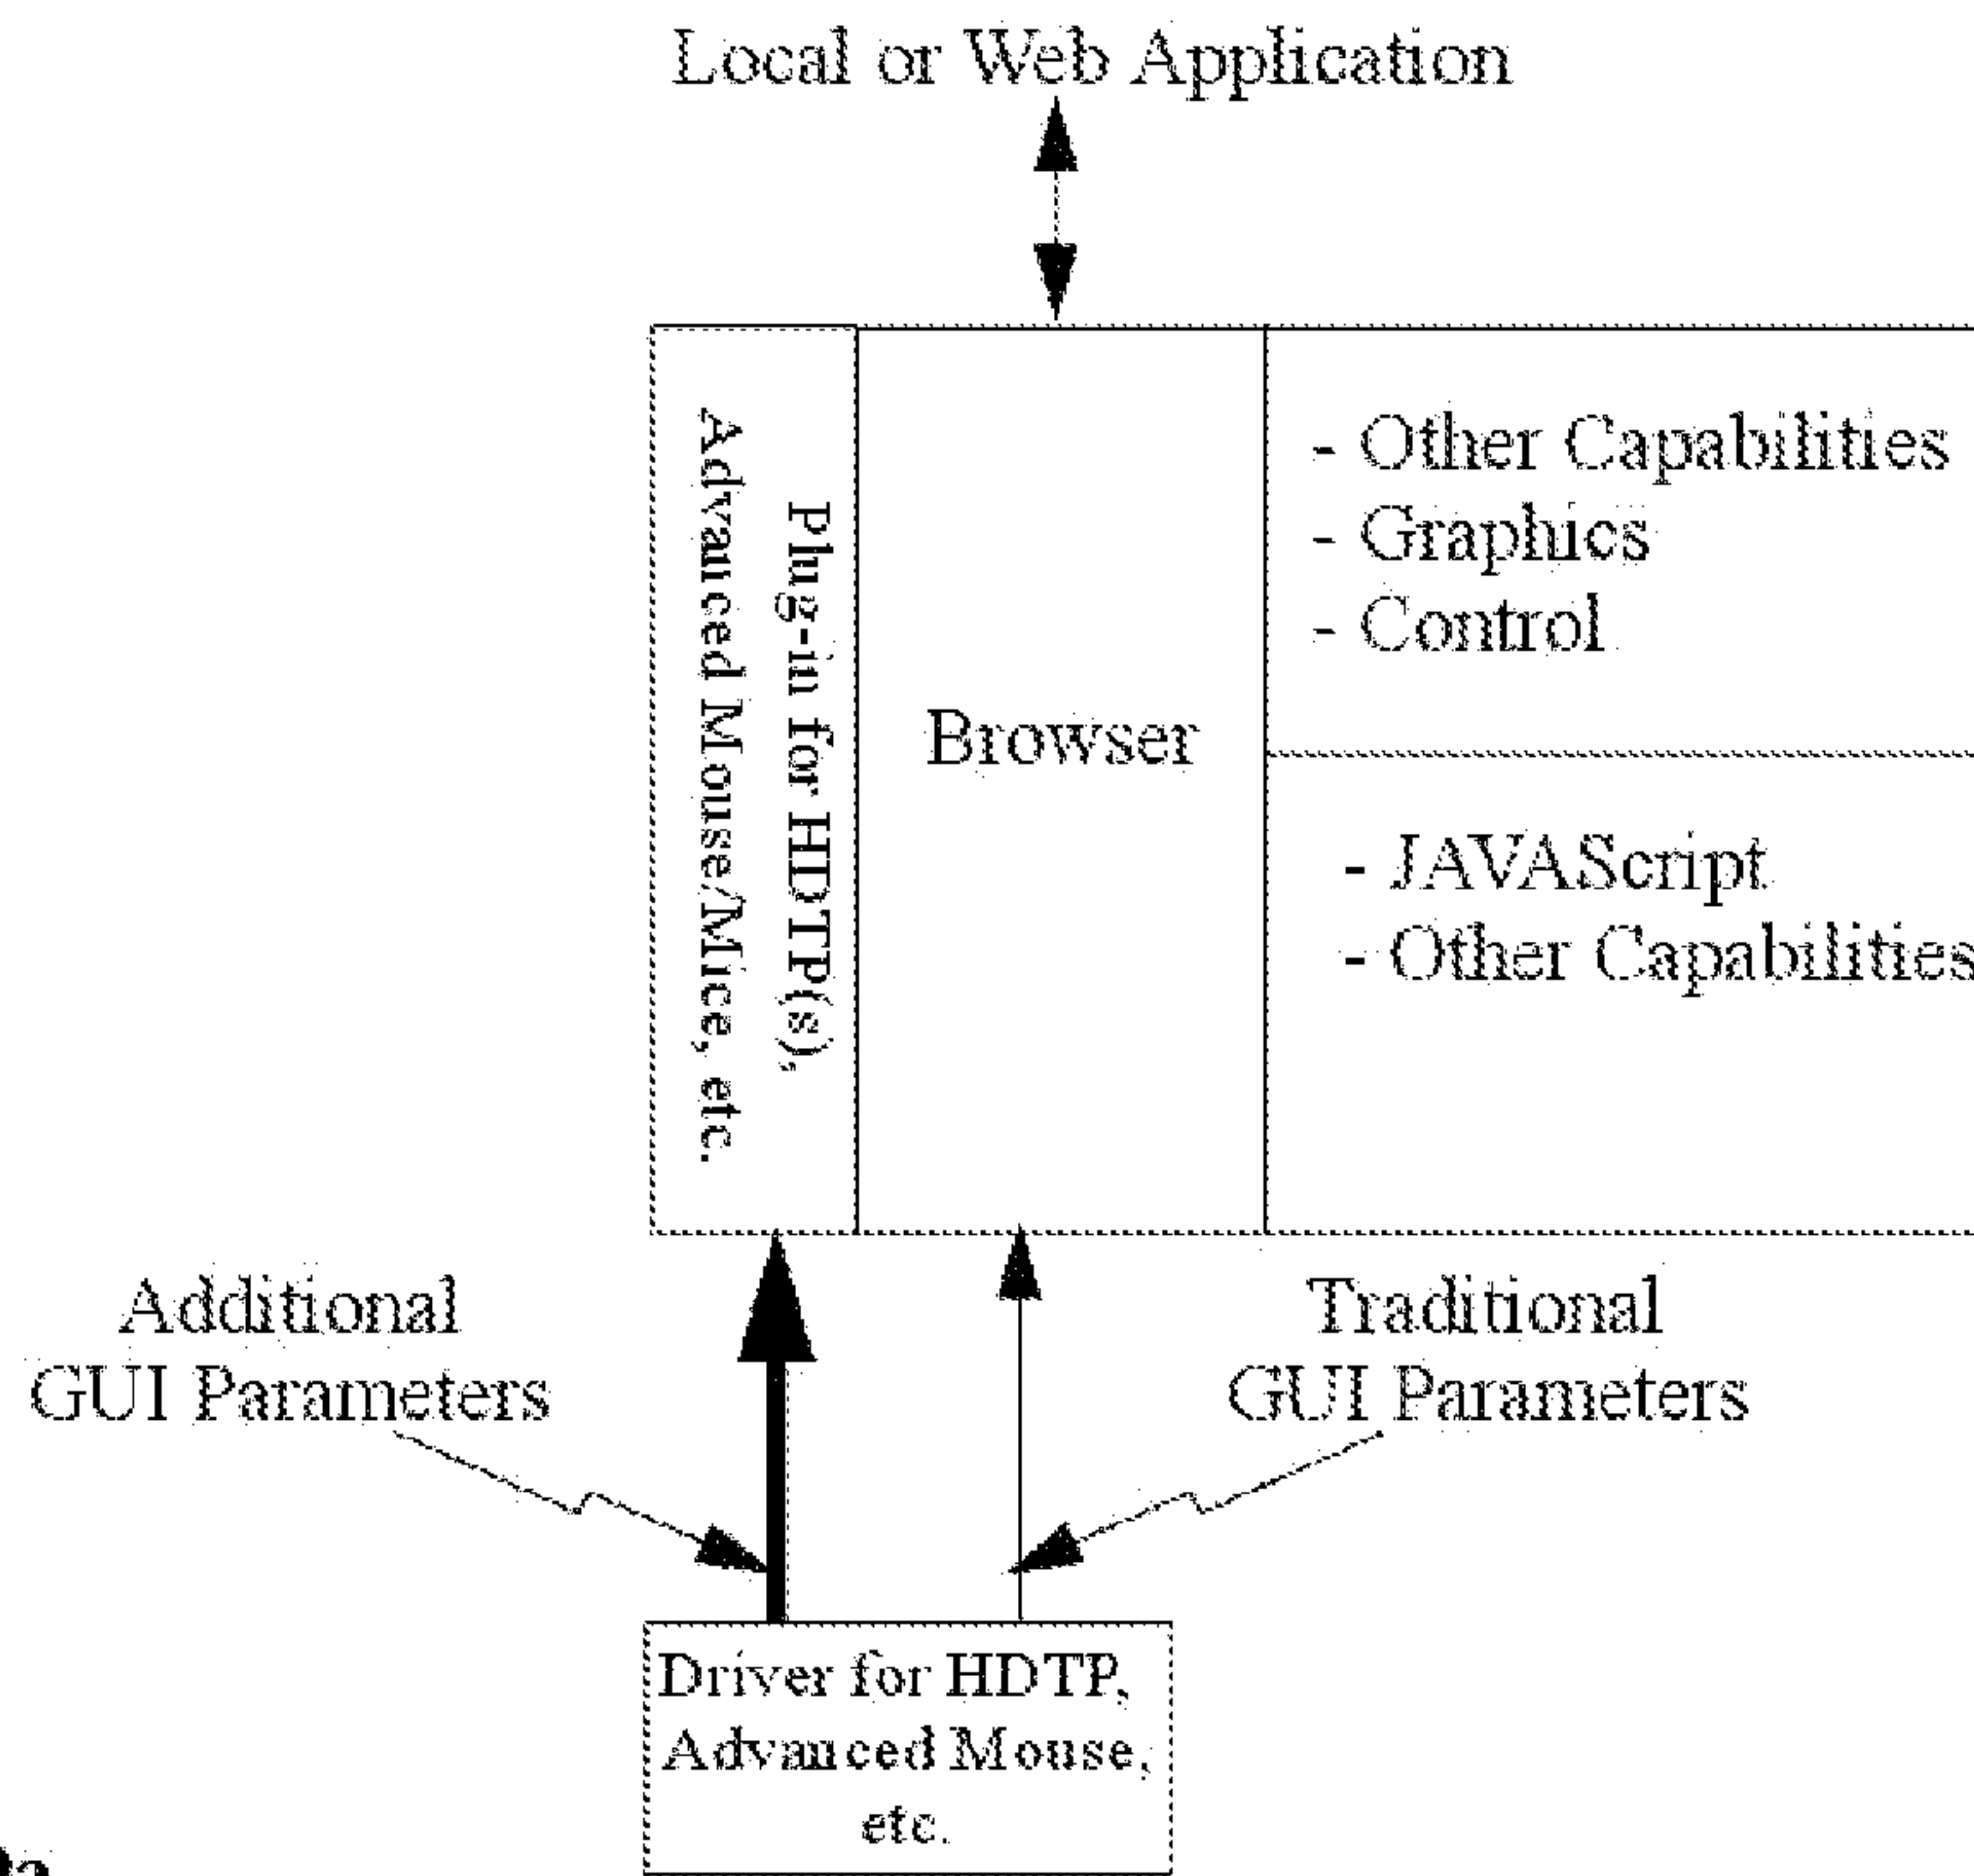 Local or Web Application
Plug-in for HDTP(s),
Advanced Mouse/Mice, etc.
Browser
- Other Capabilities
- Graphics
- Control
- JAVAScript
- Other Capabilities
Additional
GUI Parameters
Traditional
GUI Parameters
Driver for HDTP,
Advanced Mouse,
etc.